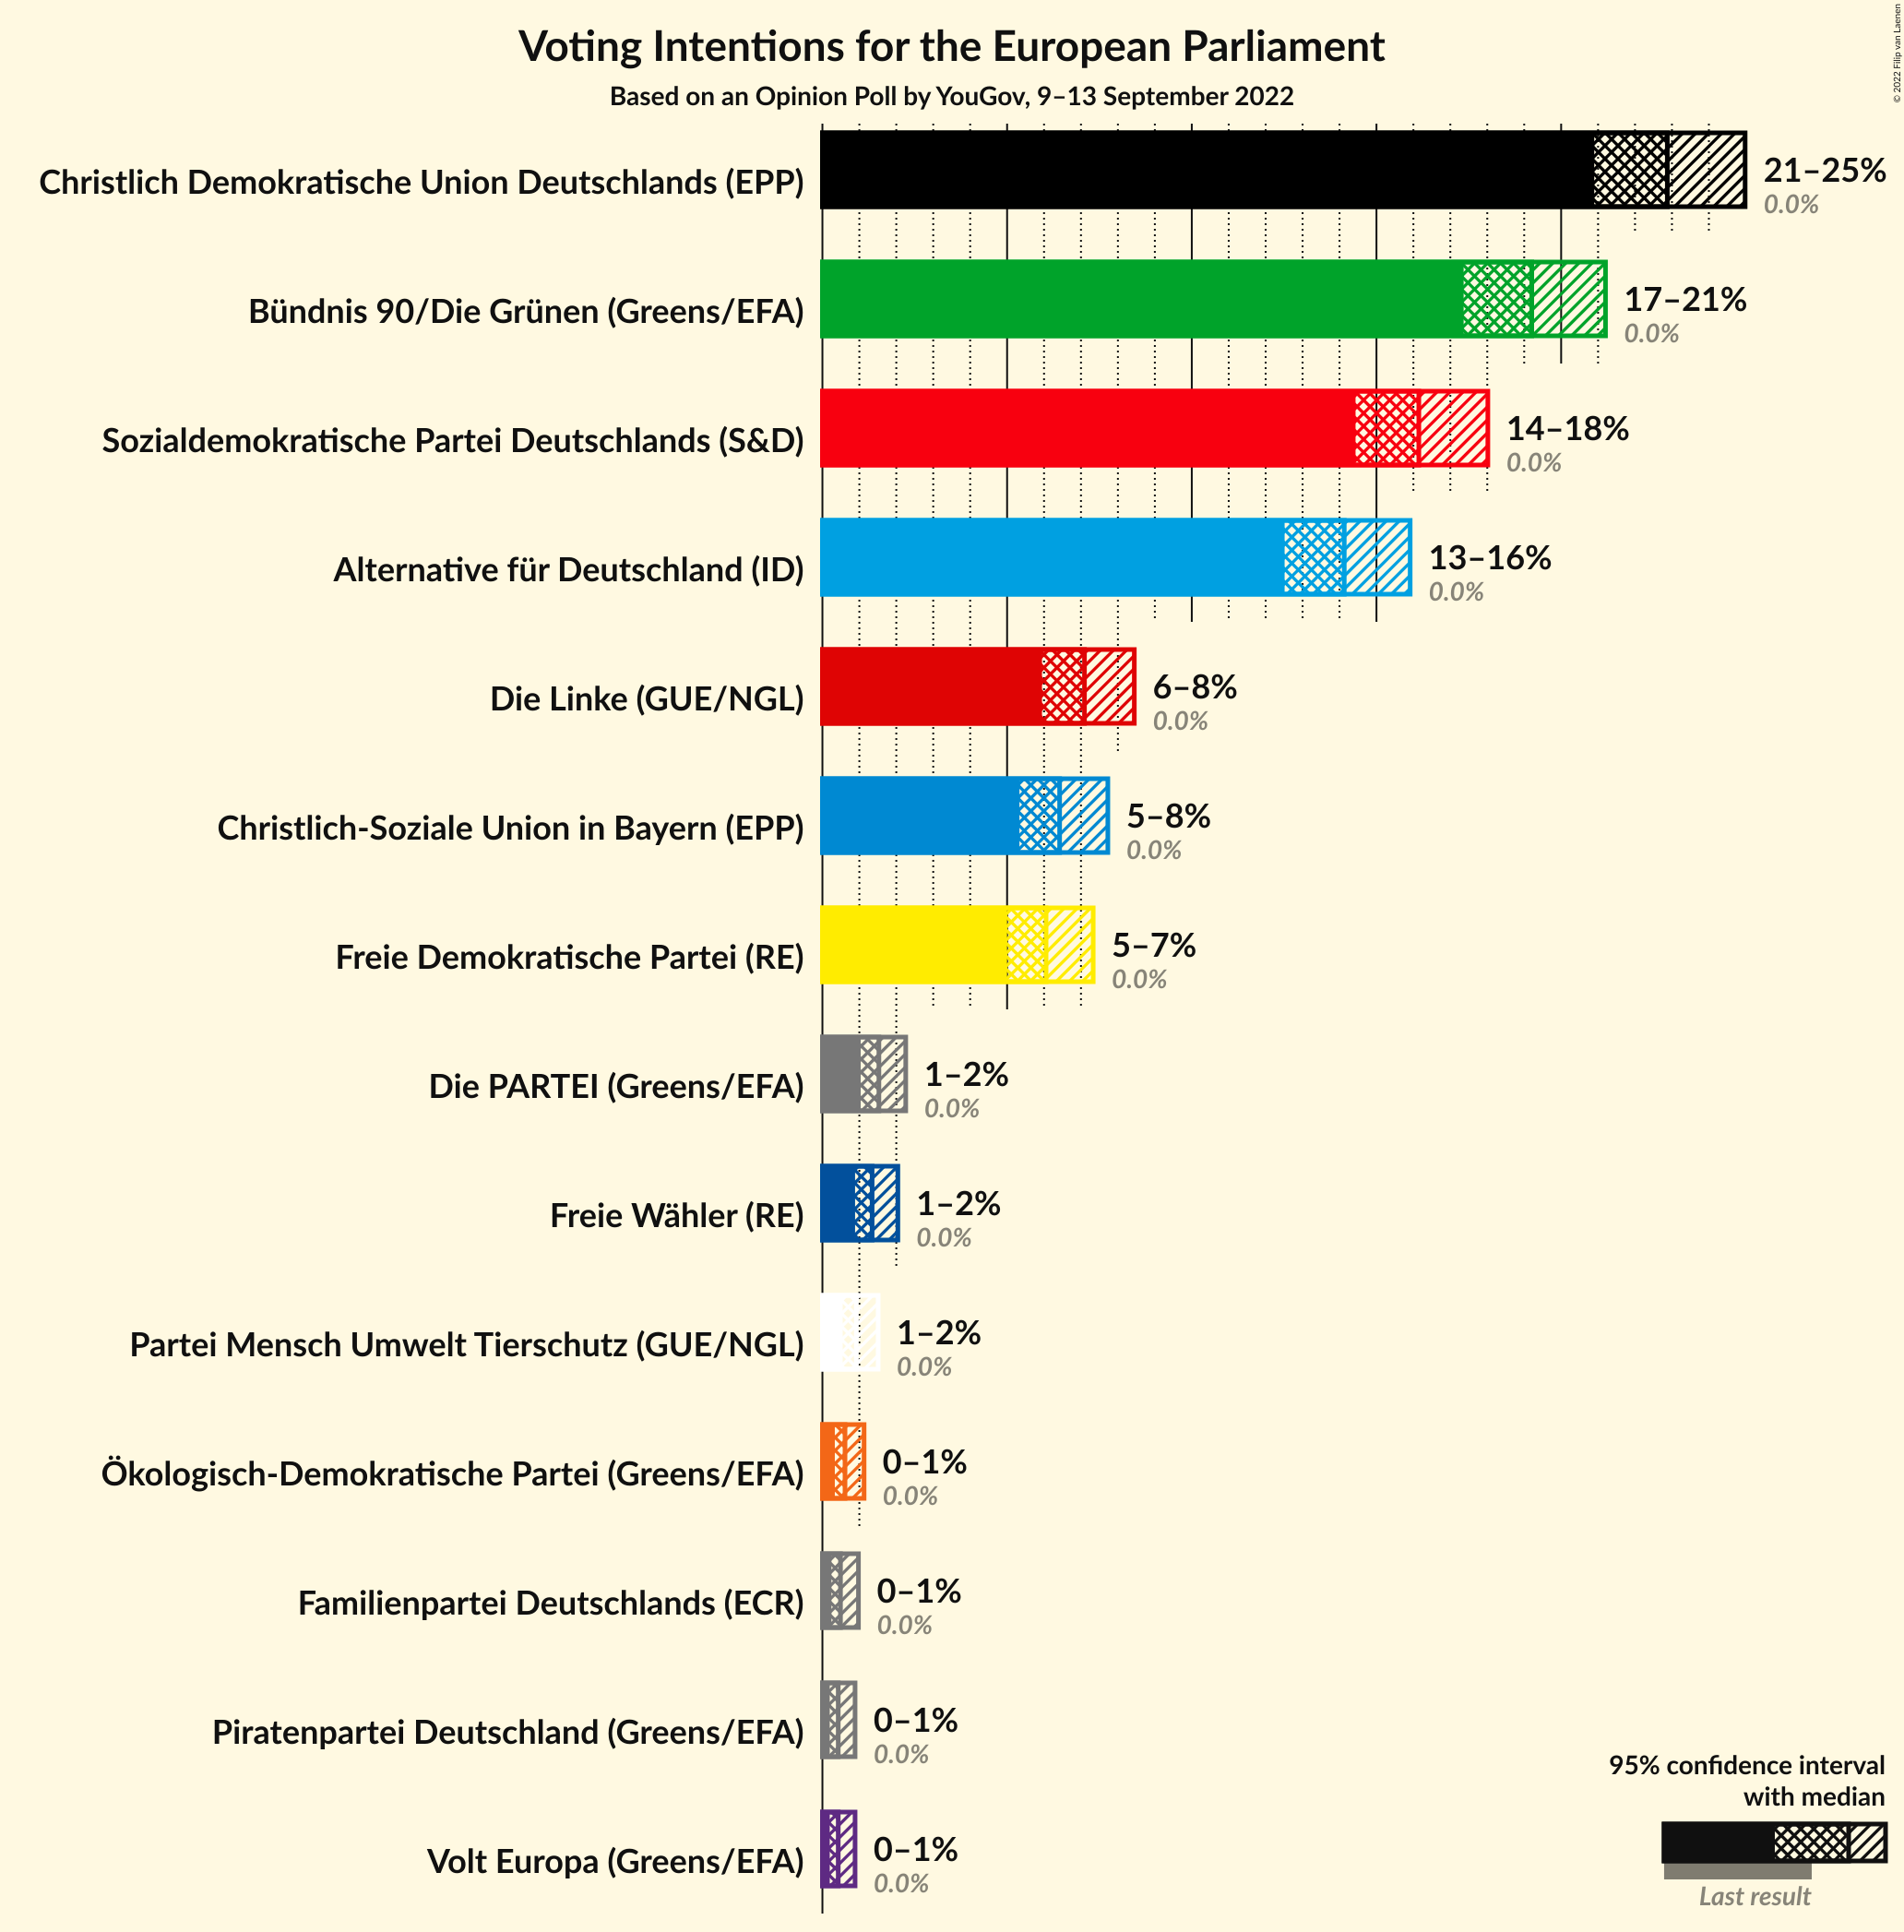 Voting Intentions for the European Parliament
Based on an Opinion Poll by YouGov, 9–13 September 2022
© 2022 Filip van Laenen
Christlich Demokratische Union Deutschlands (EPP)
21–25%
0.0%
Bündnis 90/Die Grünen (Greens/EFA)
17–21%
0.0%
Sozialdemokratische Partei Deutschlands (S&D)
14–18%
0.0%
Alternative für Deutschland (ID)
13–16%
0.0%
Die Linke (GUE/NGL)
6–8%
0.0%
Christlich-Soziale Union in Bayern (EPP)
5–8%
0.0%
Freie Demokratische Partei (RE)
5–7%
0.0%
Die PARTEI (Greens/EFA)
1–2%
0.0%
Freie Wähler (RE)
1–2%
0.0%
Partei Mensch Umwelt Tierschutz (GUE/NGL)
1–2%
0.0%
Ökologisch-Demokratische Partei (Greens/EFA)
0–1%
0.0%
Familienpartei Deutschlands (ECR)
0–1%
0.0%
Piratenpartei Deutschland (Greens/EFA)
0–1%
0.0%
Volt Europa (Greens/EFA)
0–1%
0.0%
95% confidence interval
with median
Last result